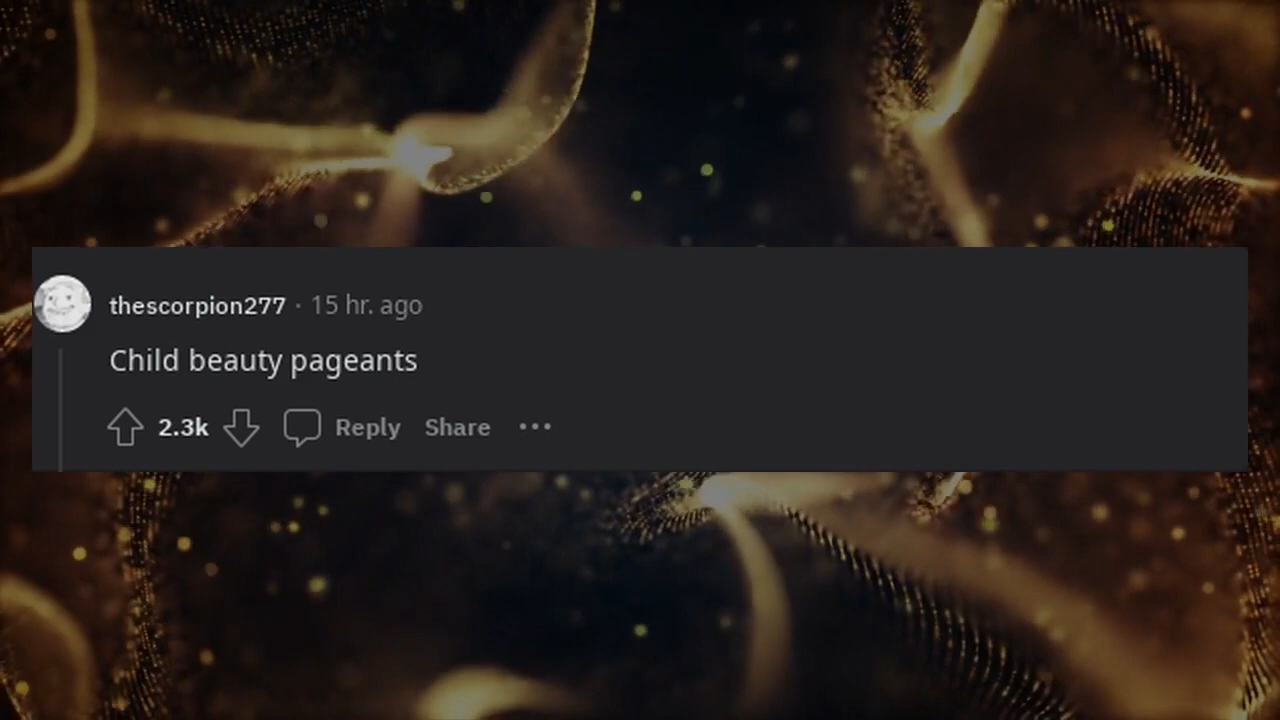 thescorpion277 · 15 hr. ago
Child beauty pageants
2.3k Reply Share ···